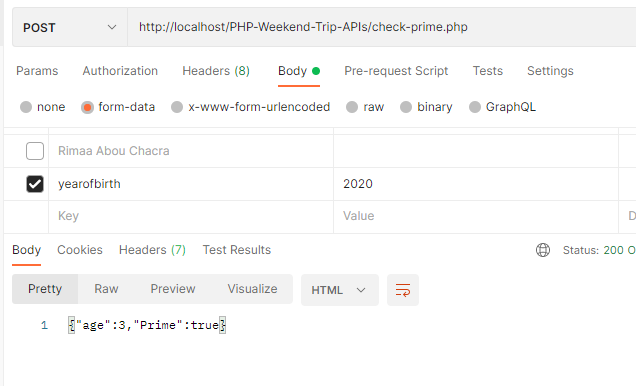 POST http://localhost/PHP-Weekend-Trip-APIs/check-prime.php
Params Authorization Headers (8) Body Pre-request Script Tests Settings
none form-data x-www-form-urlencoded raw binary GraphQL
Rimaa Abou Chacra
yearofbirth 2020
Key Value D
Body Cookies Headers (7) Test Results Status: 200 O
Pretty Raw Preview Visualize HTML
1 {"age":3,"Prime":true}